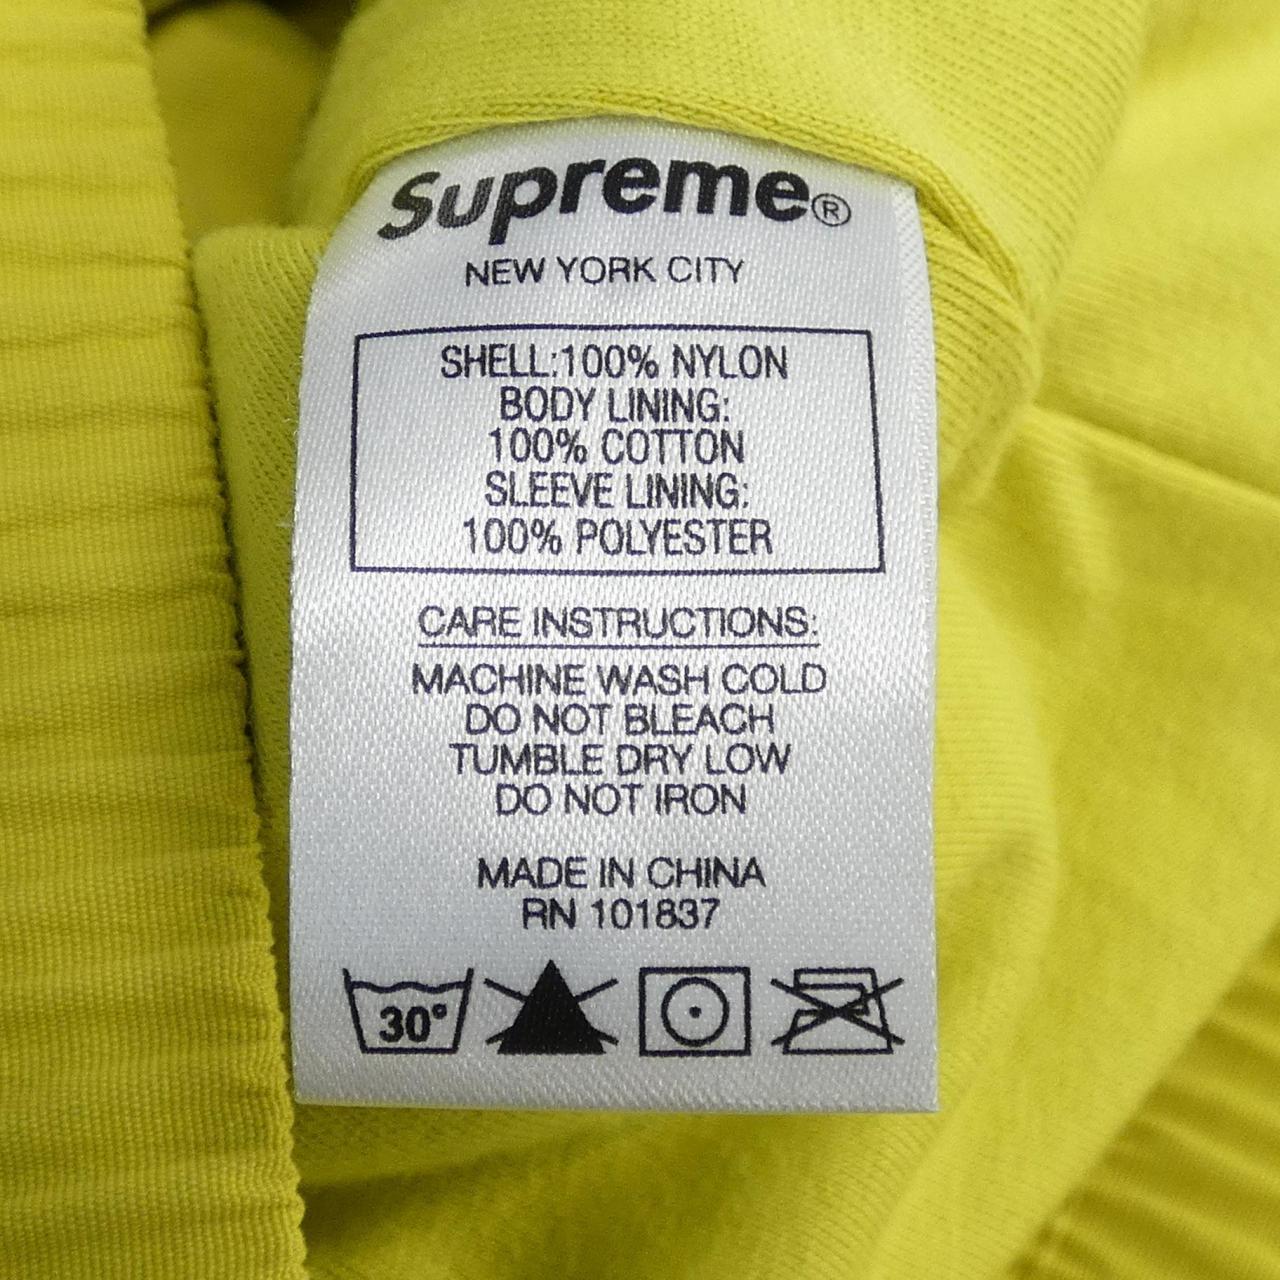 Supreme®
NEW YORK CITY
SHELL:100% NYLON
BODY LINING:
100% COTTON
SLEEVE LINING:
100% POLYESTER
CARE INSTRUCTIONS:
MACHINE WASH COLD
DO NOT BLEACH
TUMBLE DRY LOW
DO NOT IRON
MADE IN CHINA
RN 101837
30°